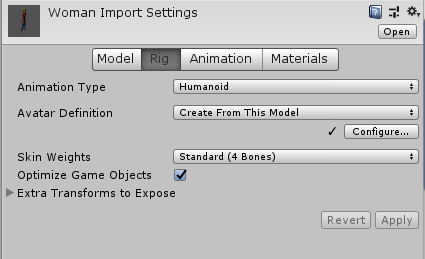 Woman Import Settings
Open
Model Rig Animation Materials
Animation Type Humanoid
Avatar Definition Create From This Model
Configure...
Skin Weights Standard (4 Bones)
Optimize Game Objects
Extra Transforms to Expose
Revert Apply